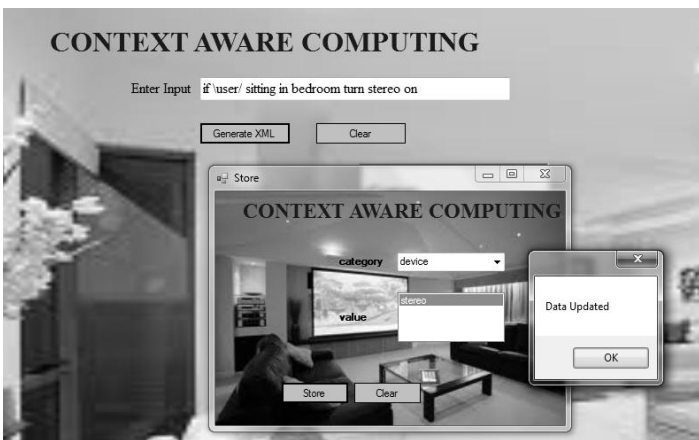 CONTEXT AWARE COMPUTING
Enter Input if \user/ sitting in bedroom turn stereo on
Generate XML Clear
Store
CONTEXT AWARE COMPUTING
category device
value stereo
Data Updated
OK
Store Clear